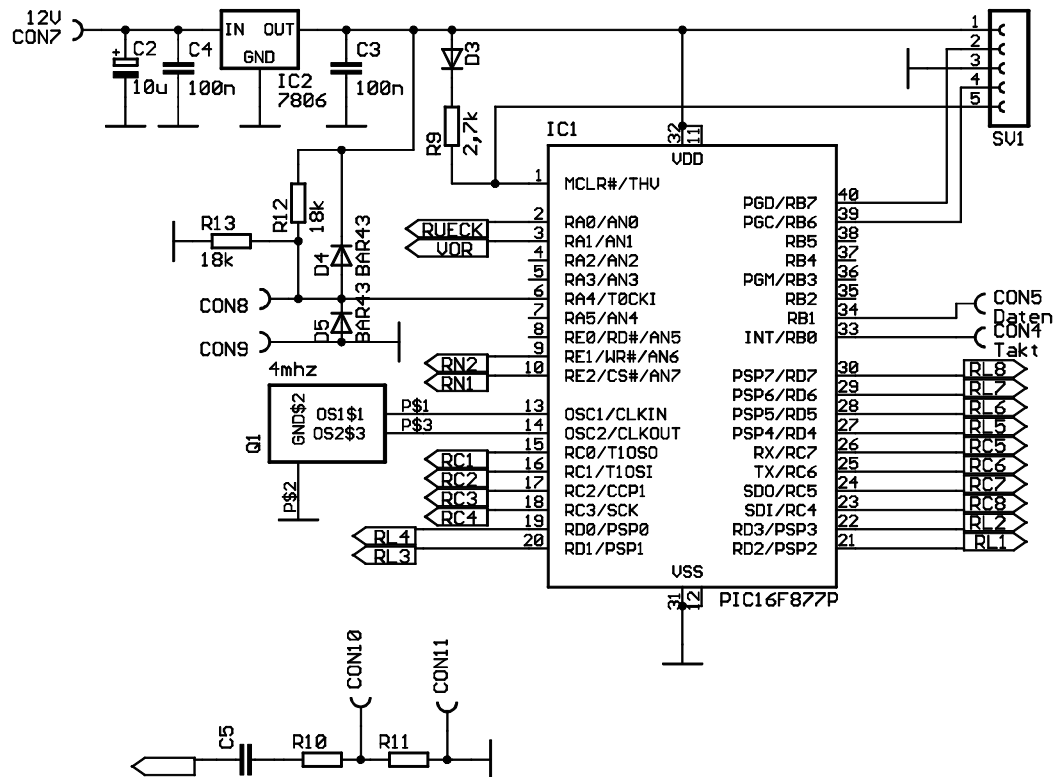 12V
CON7
+
C2
10u
C4
100n
IN OUT
GND
IC2
7806
C3
100n
D3
R9
2,7k
1
2
3
4
5
SV1
IC1
32
11
VDD
R12
18k
R13
18k
D4
BAR43
D5
BAR43
CON8
CON9
RUECK
VOR
RN2
RN1
4mhz
Q1
GND$2
OS1$1
OS2$3
P$1
P$3
P$2
RC1
RC2
RC3
RC4
RL4
RL3
1 MCLR#/THV
2 RA0/AN0
3 RA1/AN1
4 RA2/AN2
5 RA3/AN3
6 RA4/T0CKI
7 RA5/AN4
8 RE0/RD#/AN5
9 RE1/WR#/AN6
10 RE2/CS#/AN7
13 OSC1/CLKIN
14 OSC2/CLKOUT
15 RC0/T1OSO
16 RC1/T1OSI
17 RC2/CCP1
18 RC3/SCK
19 RD0/PSP0
20 RD1/PSP1
PGD/RB7 40
PGC/RB6 39
RB5 38
RB4 37
PGM/RB3 36
RB2 35
RB1 34
INT/RB0 33
PSP7/RD7 30
PSP6/RD6 29
PSP5/RD5 28
PSP4/RD4 27
RX/RC7 26
TX/RC6 25
SDO/RC5 24
SDI/RC4 23
RD3/PSP3 22
RD2/PSP2 21
CON5
Daten
CON4
Takt
RL8
RL7
RL6
RL5
RC5
RC6
RC7
RC8
RL2
RL1
VSS
31
12
PIC16F877P
CON10
CON11
C5
R10
R11